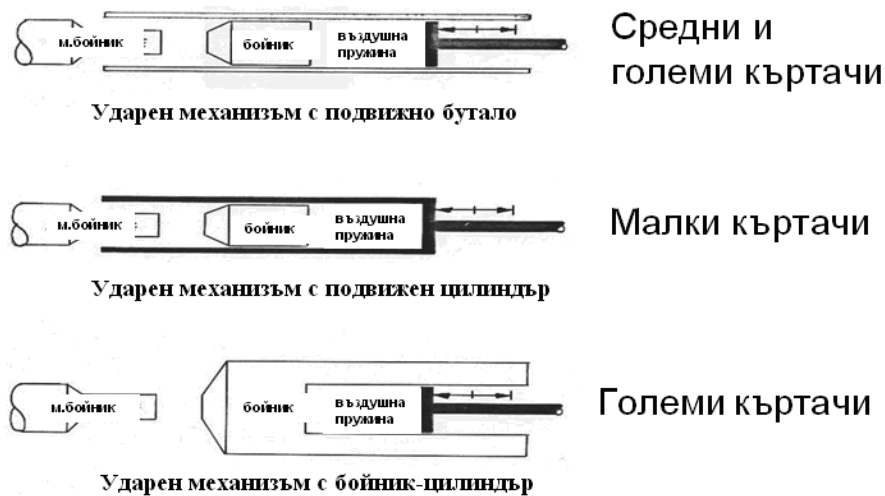 м.бойник
бойник
въздушна
пружина
Средни и
големи къртачи
Ударен механизъм с подвижно бутало
м.бойник
бойник
въздушна
пружина
Малки къртачи
Ударен механизъм с подвижен цилиндър
м.бойник
бойник
въздушна
пружина
Големи къртачи
Ударен механизъм с бойник-цилиндър